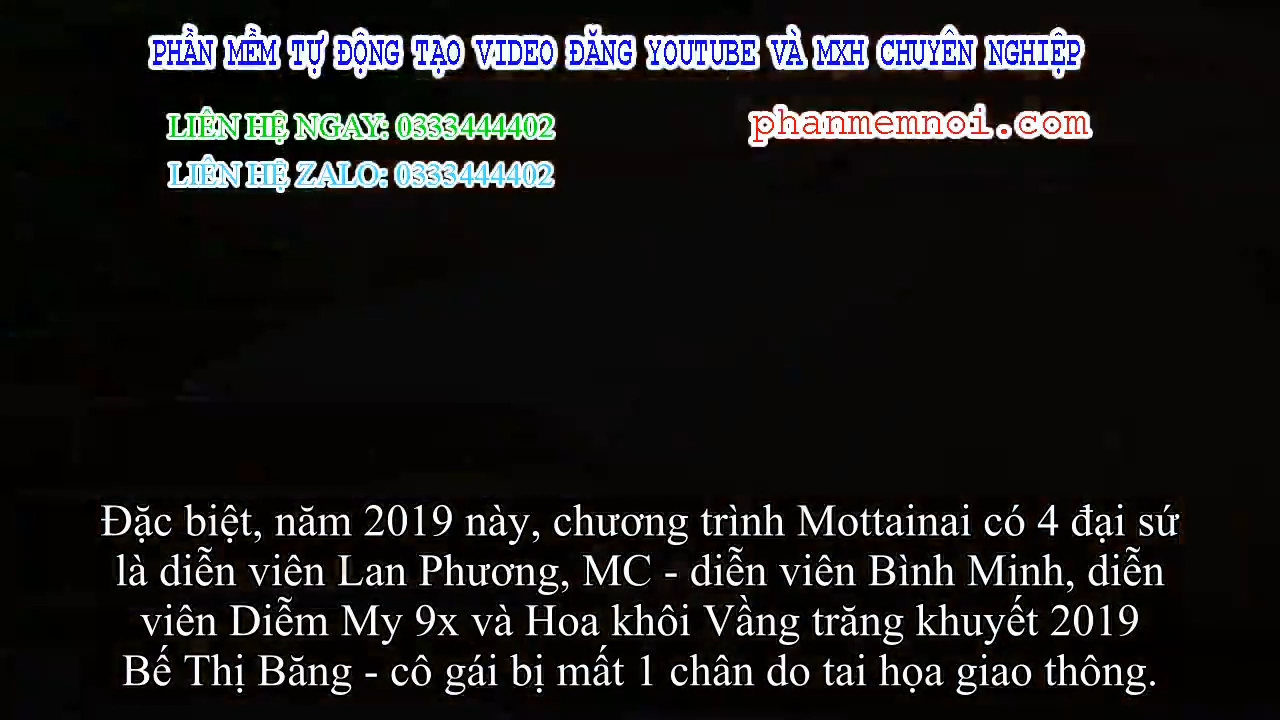 PHẦN MỀM TỰ ĐỘNG TẠO VIDEO ĐĂNG YOUTUBE VÀ MXH CHUYÊN NGHIỆP
LIÊN HỆ NGAY: 0333444402
phanmemnoi.com
LIÊN HỆ ZALO: 0333444402
Đặc biệt, năm 2019 này, chương trình Mottainai có 4 đại sứ
là diễn viên Lan Phương, MC - diễn viên Bình Minh, diễn
viên Diễm My 9x và Hoa khôi Vầng trăng khuyết 2019
Bế Thị Băng - cô gái bị mất 1 chân do tai họa giao thông.